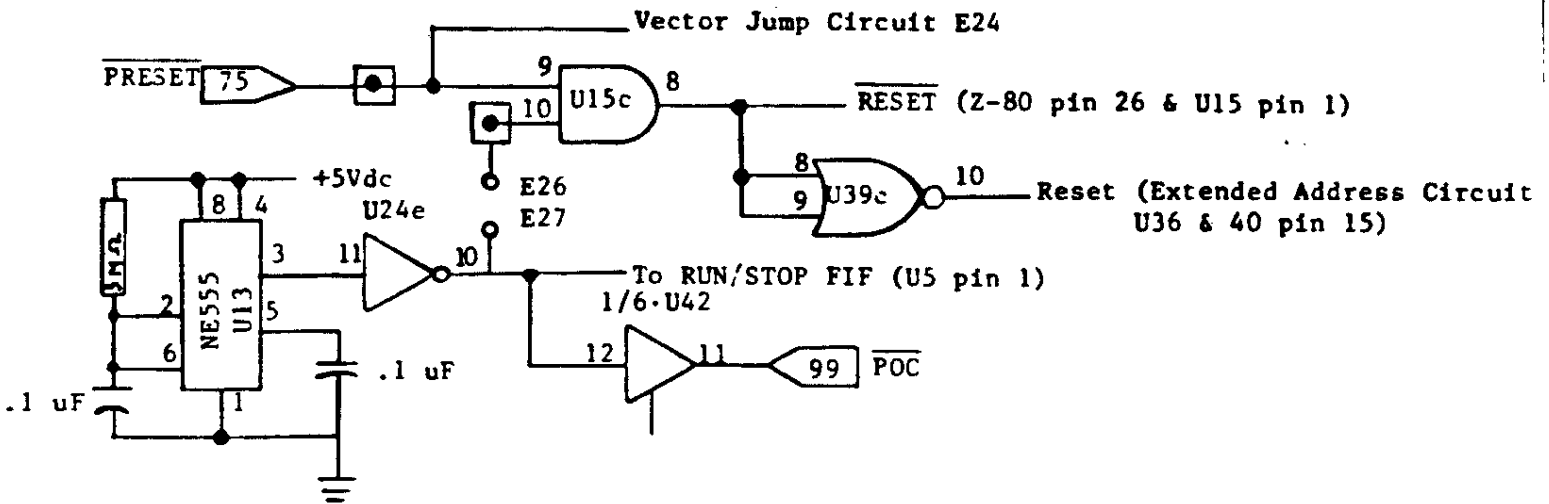 Vector Jump Circuit E24
PRESET 75
9
10
U15c
8
RESET (Z-80 pin 26 & U15 pin 1)
+5Vdc
E26
E27
8
9
U39c
10
Reset (Extended Address Circuit
U36 & 40 pin 15)
8 4
U24e
5MΩ
NE555
U13
3
11
10
2
5
6
1
To RUN/STOP FIF (U5 pin 1)
1/6·U42
12
11
99 POC
.1 uF
.1 uF